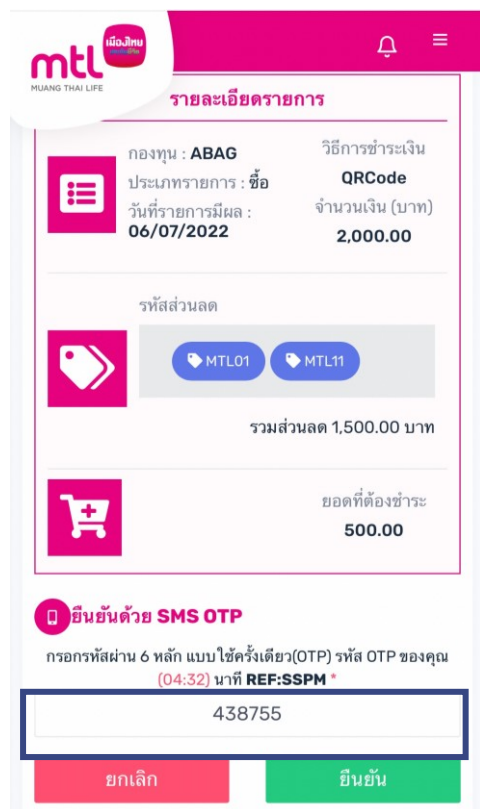 เมืองไทย
mtl
MUANG THAI LIFE
รายละเอียดรายการ
กองทุน : ABAG
ประเภทรายการ : ซื้อ
วันที่รายการมีผล :
06/07/2022
วิธีการชำระเงิน
QRCode
จำนวนเงิน (บาท)
2,000.00
รหัสส่วนลด
MTL01 MTL11
รวมส่วนลด 1,500.00 บาท
ยอดที่ต้องชำระ
500.00
ยืนยันด้วย SMS OTP
กรอกรหัสผ่าน 6 หลัก แบบใช้ครั้งเดียว(OTP) รหัส OTP ของคุณ
(04:32) นาที REF:SSPM *
438755
ยกเลิก ยืนยัน